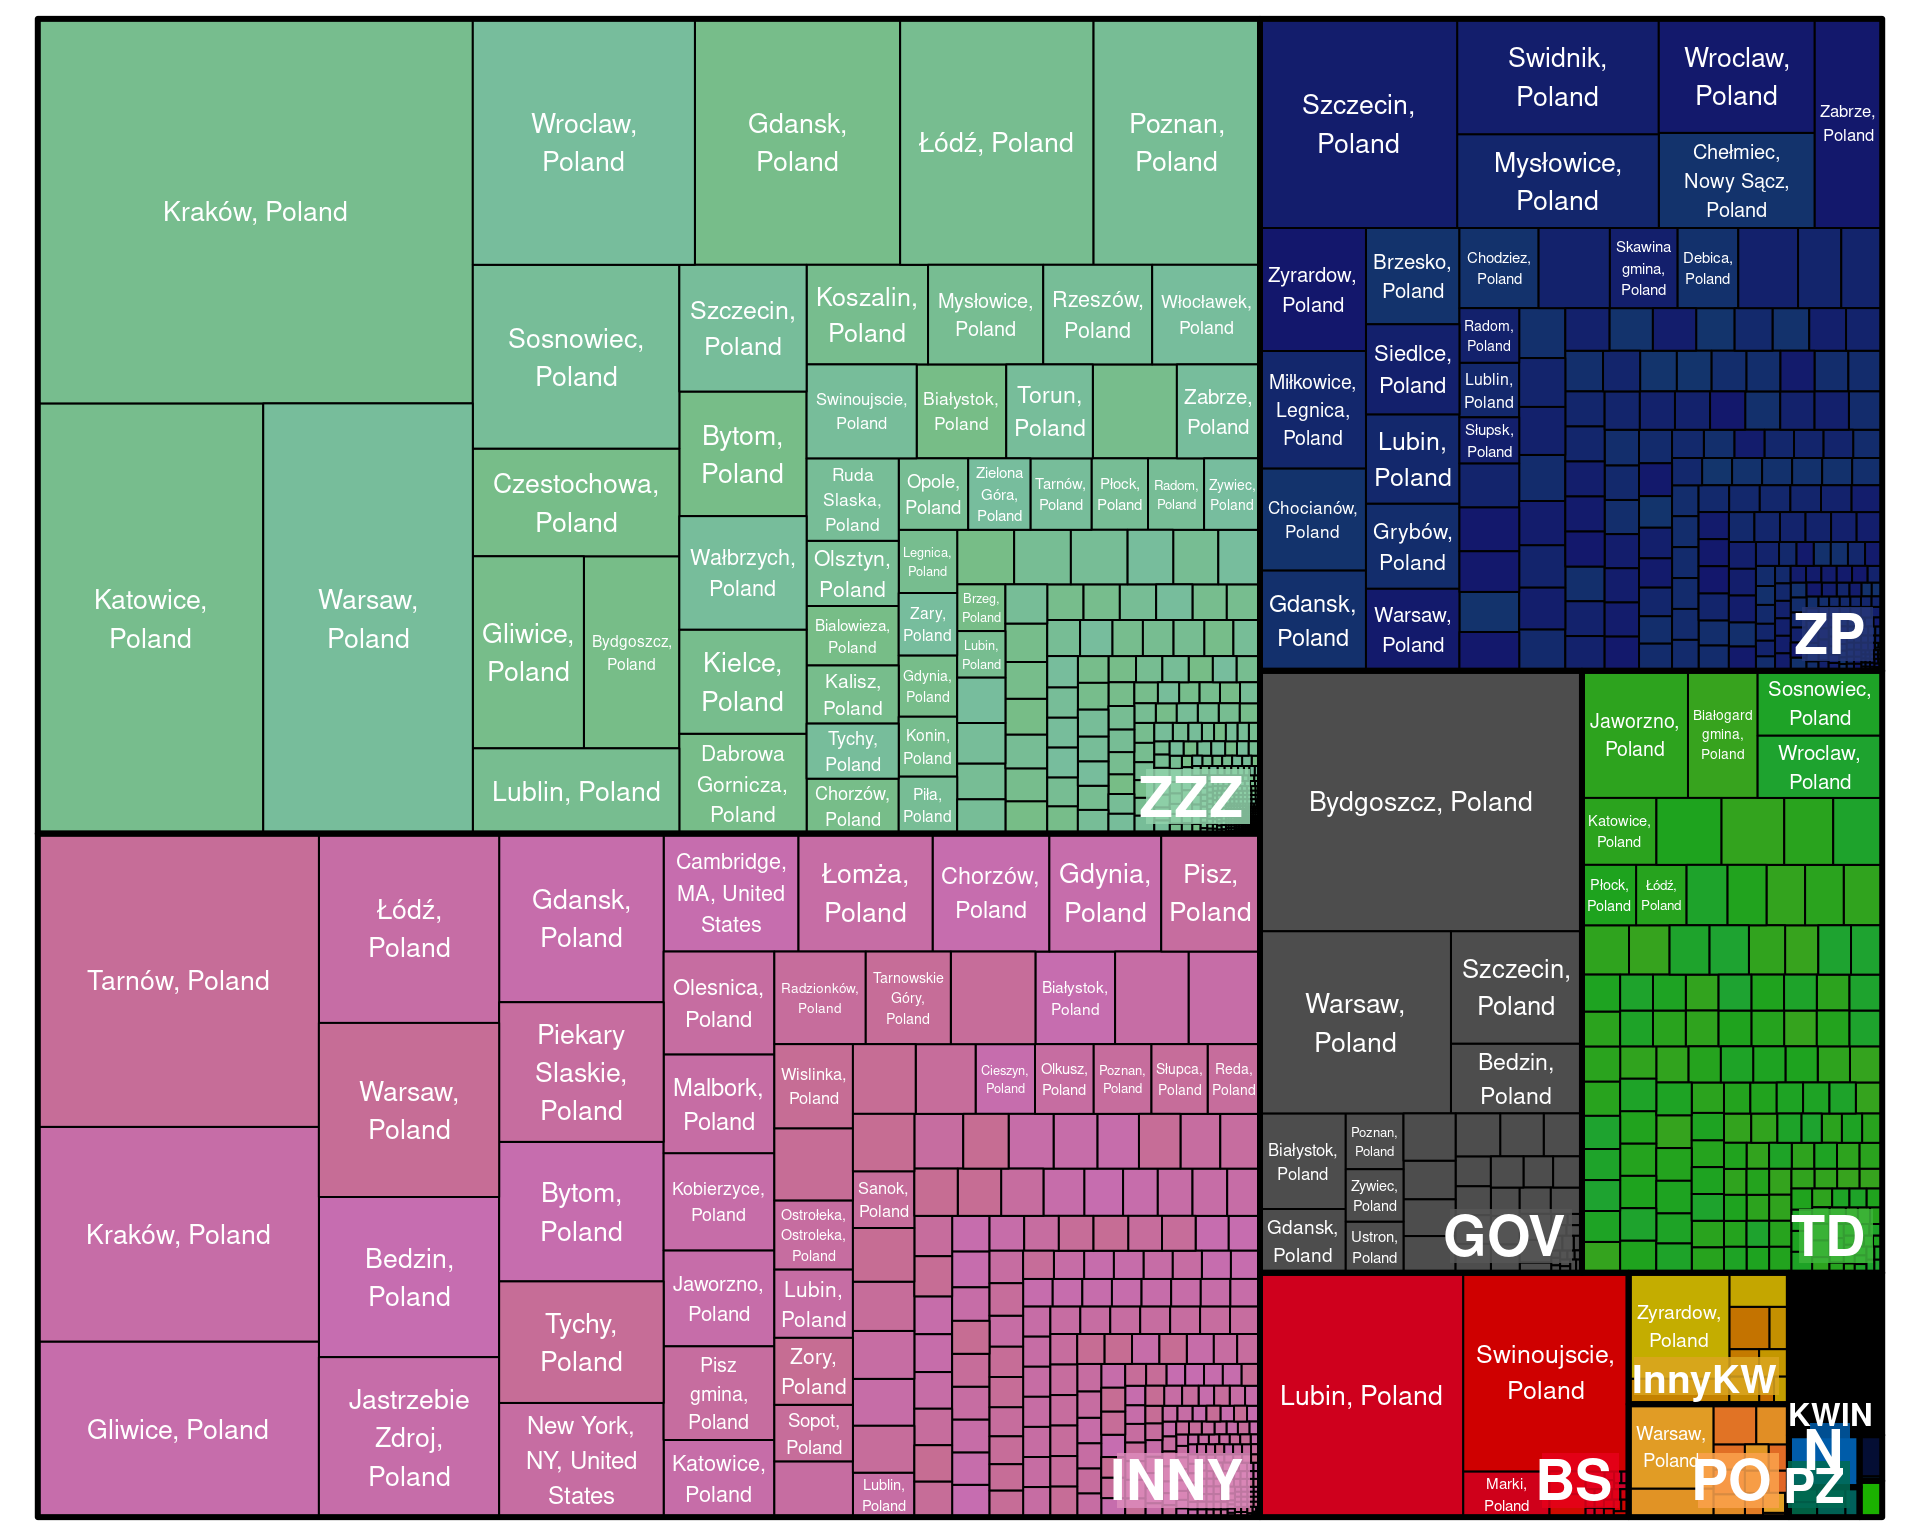 Kraków, Poland
Wroclaw,
Poland
Gdansk,
Poland
Łódź, Poland
Poznan,
Poland
Katowice,
Poland
Warsaw,
Poland
Sosnowiec,
Poland
Czestochowa,
Poland
Gliwice,
Poland
Bydgoszcz,
Poland
Lublin, Poland
Szczecin,
Poland
Bytom,
Poland
Wałbrzych,
Poland
Kielce,
Poland
Dabrowa
Gornicza,
Poland
Koszalin,
Poland
Mysłowice,
Poland
Rzeszów,
Poland
Włocławek,
Poland
Swinoujscie,
Poland
Białystok,
Poland
Torun,
Poland
Zabrze,
Poland
Ruda
Slaska,
Poland
Olsztyn,
Poland
Bialowieza,
Poland
Kalisz,
Poland
Tychy,
Poland
Chorzów,
Poland
Opole,
Poland
Zielona
Góra,
Poland
Tarnów,
Poland
Płock,
Poland
Radom,
Poland
Zywiec,
Poland
Legnica,
Poland
Zary,
Poland
Gdynia,
Poland
Konin,
Poland
Piła,
Poland
Brzeg,
Poland
Lubin,
Poland
ZZZ
Szczecin,
Poland
Swidnik,
Poland
Mysłowice,
Poland
Wroclaw,
Poland
Chełmiec,
Nowy Sącz,
Poland
Zabrze,
Poland
Zyrardow,
Poland
Miłkowice,
Legnica,
Poland
Chocianów,
Poland
Gdansk,
Poland
Brzesko,
Poland
Siedlce,
Poland
Lubin,
Poland
Grybów,
Poland
Warsaw,
Poland
Chodziez,
Poland
Skawina
gmina,
Poland
Debica,
Poland
Radom,
Poland
Lublin,
Poland
Słupsk,
Poland
ZP
Tarnów, Poland
Kraków, Poland
Gliwice, Poland
Łódź,
Poland
Warsaw,
Poland
Bedzin,
Poland
Jastrzebie
Zdroj,
Poland
Gdansk,
Poland
Piekary
Slaskie,
Poland
Bytom,
Poland
Tychy,
Poland
New York,
NY, United
States
Cambridge,
MA, United
States
Łomża,
Poland
Chorzów,
Poland
Gdynia,
Poland
Pisz,
Poland
Olesnica,
Poland
Malbork,
Poland
Kobierzyce,
Poland
Jaworzno,
Poland
Pisz
gmina,
Poland
Katowice,
Poland
Radzionków,
Poland
Tarnowskie
Góry,
Poland
Białystok,
Poland
Wislinka,
Poland
Cieszyn,
Poland
Olkusz,
Poland
Poznan,
Poland
Słupca,
Poland
Reda,
Poland
Ostrołeka,
Ostroleka,
Poland
Sanok,
Poland
Lubin,
Poland
Zory,
Poland
Sopot,
Poland
Lublin,
Poland
INNY
Bydgoszcz, Poland
Warsaw,
Poland
Szczecin,
Poland
Bedzin,
Poland
Białystok,
Poland
Gdansk,
Poland
Poznan,
Poland
Zywiec,
Poland
Ustron,
Poland
GOV
Jaworzno,
Poland
Białogard
gmina,
Poland
Sosnowiec,
Poland
Wroclaw,
Poland
Katowice,
Poland
Płock,
Poland
Łódź,
Poland
TD
Lubin, Poland
Swinoujscie,
Poland
Marki,
Poland
BS
Zyrardow,
Poland
InnyKW
Warsaw,
Poland
PO
KWIN
N
PZ